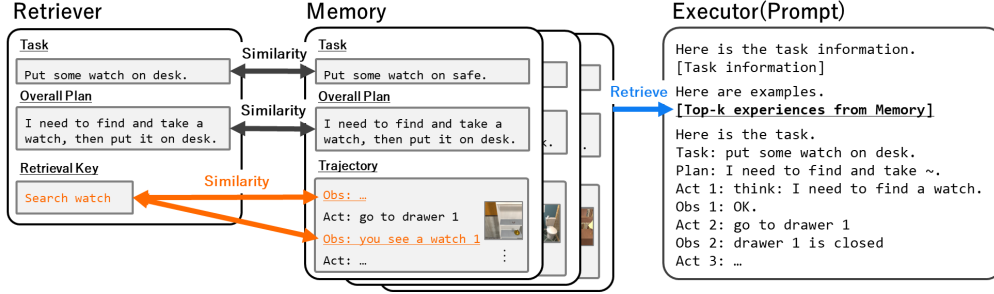 Retriever
Task
Put some watch on desk.
Overall Plan
I need to find and take a
watch, then put it on desk.
Retrieval Key
Search watch
Similarity
Similarity
Similarity
Memory
Task
Put some watch on safe.
Overall Plan
I need to find and take a
watch, then put it on desk.
Trajectory
Obs: …
Act: go to drawer 1
Obs: you see a watch 1
Act: …
⋮
k.
.
Retrieve
Executor(Prompt)
Here is the task information.
[Task information]
Here are examples.
[Top-k experiences from Memory]
Here is the task.
Task: put some watch on desk.
Plan: I need to find and take ~.
Act 1: think: I need to find a watch.
Obs 1: OK.
Act 2: go to drawer 1
Obs 2: drawer 1 is closed
Act 3: …